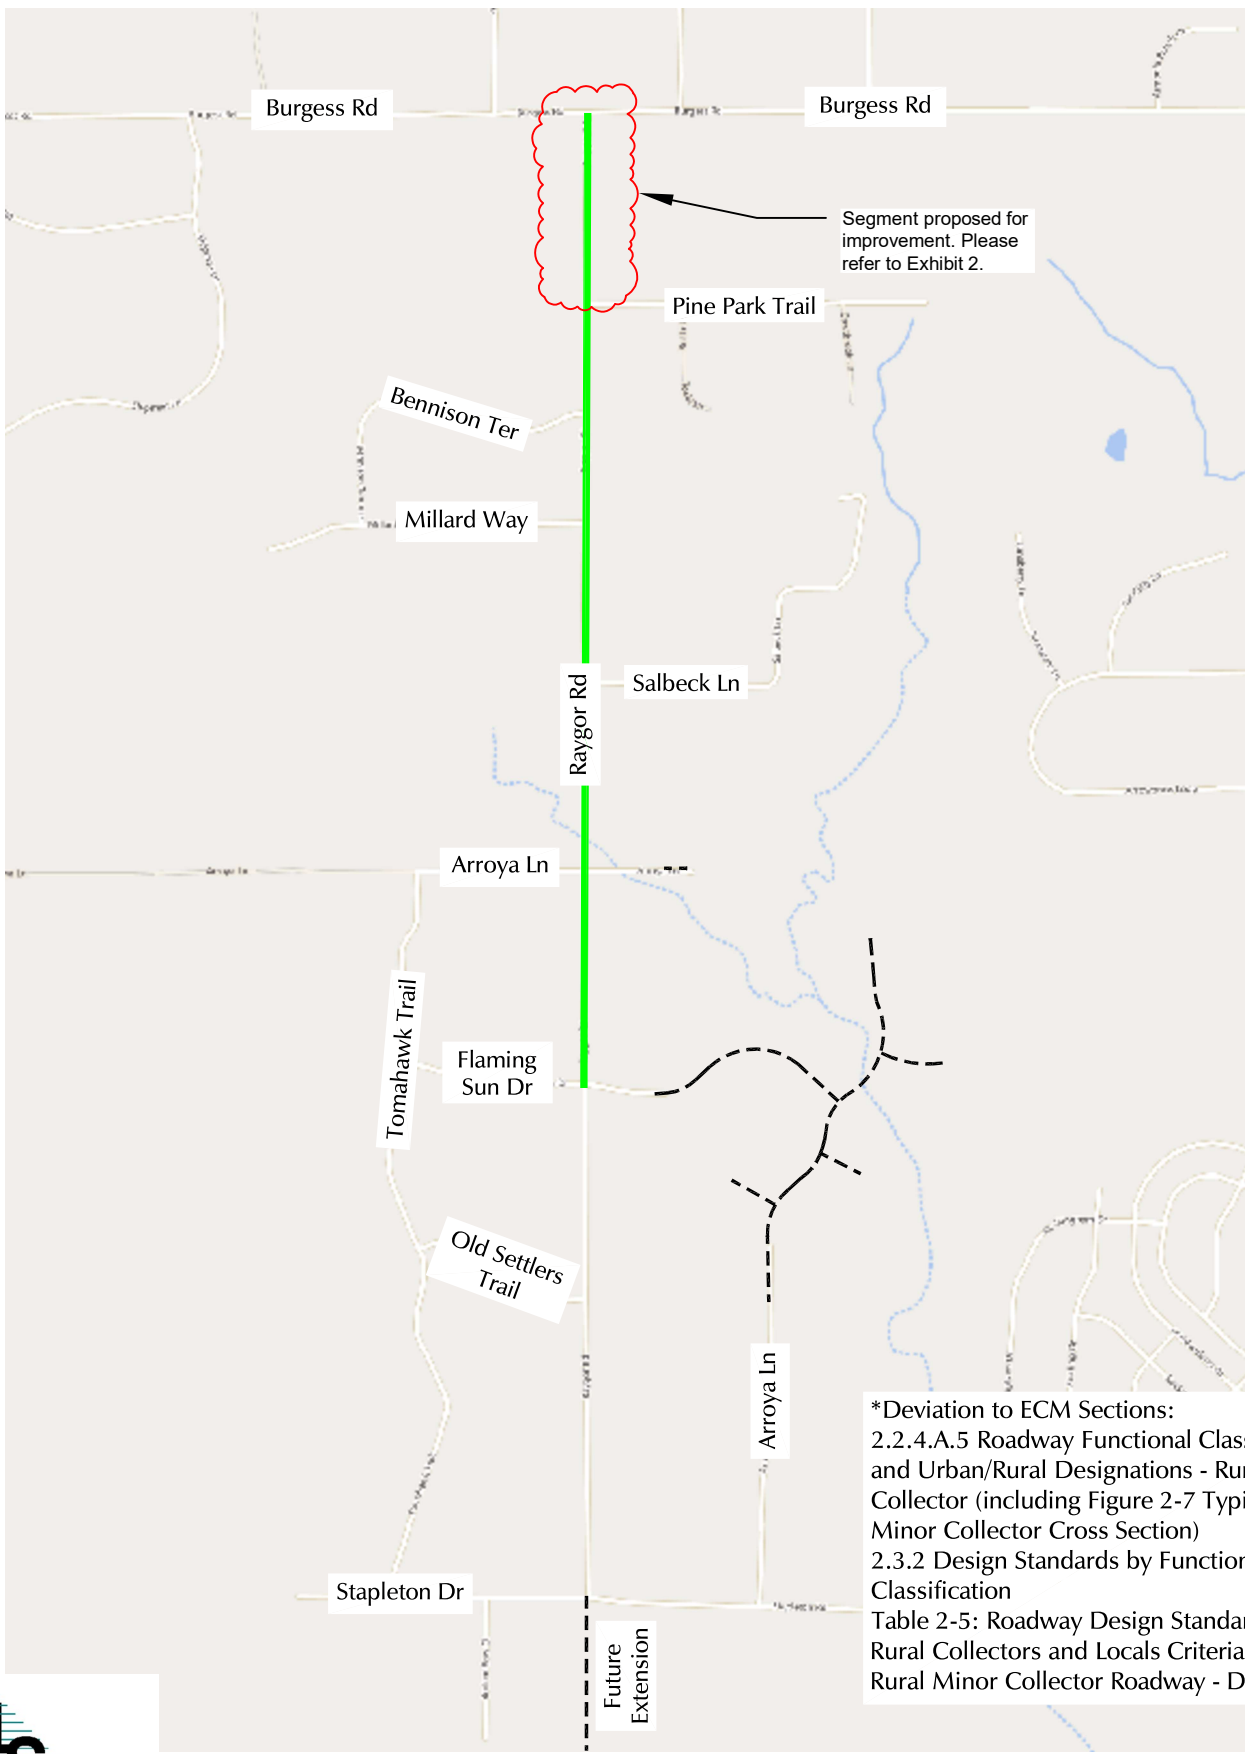 Burgess Rd
Burgess Rd
Segment proposed for
improvement. Please
refer to Exhibit 2.
Pine Park Trail
Bennison Ter
Millard Way
Salbeck Ln
Raygor Rd
Arroya Ln
Tomahawk Trail
Flaming
Sun Dr
Old Settlers
Trail
Arroya Ln
*Deviation to ECM Sections:
2.2.4.A.5 Roadway Functional Clas
and Urban/Rural Designations - Ru
Collector (including Figure 2-7 Typi
Minor Collector Cross Section)
2.3.2 Design Standards by Function
Classification
Table 2-5: Roadway Design Standa
Rural Collectors and Locals Criteria
Rural Minor Collector Roadway - D
Stapleton Dr
Future
Extension